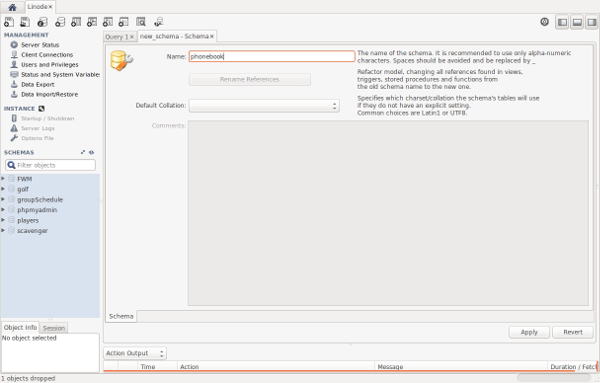 Linode×
MANAGEMENT
Server Status
Client Connections
Users and Privileges
Status and System Variable
Data Export
Data Import/Restore
INSTANCE
Startup / Shutdown
Server Logs
Options File
SCHEMAS
Filter objects
FWM
golf
groupSchedule
phpmyadmin
players
scavenger
Object Info
Session
No object selected
Query 1×
new_schema - Schema×
Name:
phonebook
The name of the schema. It is recommended to use only alpha-numeric
characters. Spaces should be avoided and be replaced by _
Rename References
Refactor model, changing all references found in views,
triggers, stored procedures and functions from
the old schema name to the new one.
Default Collation:
Specifies which charset/collation the schema's tables will use
if they do not have an explicit setting.
Common choices are Latin1 or UTF8.
Comments:
Schema
Apply
Revert
Action Output
Time
Action
Message
Duration / Fetc
1 objects dropped